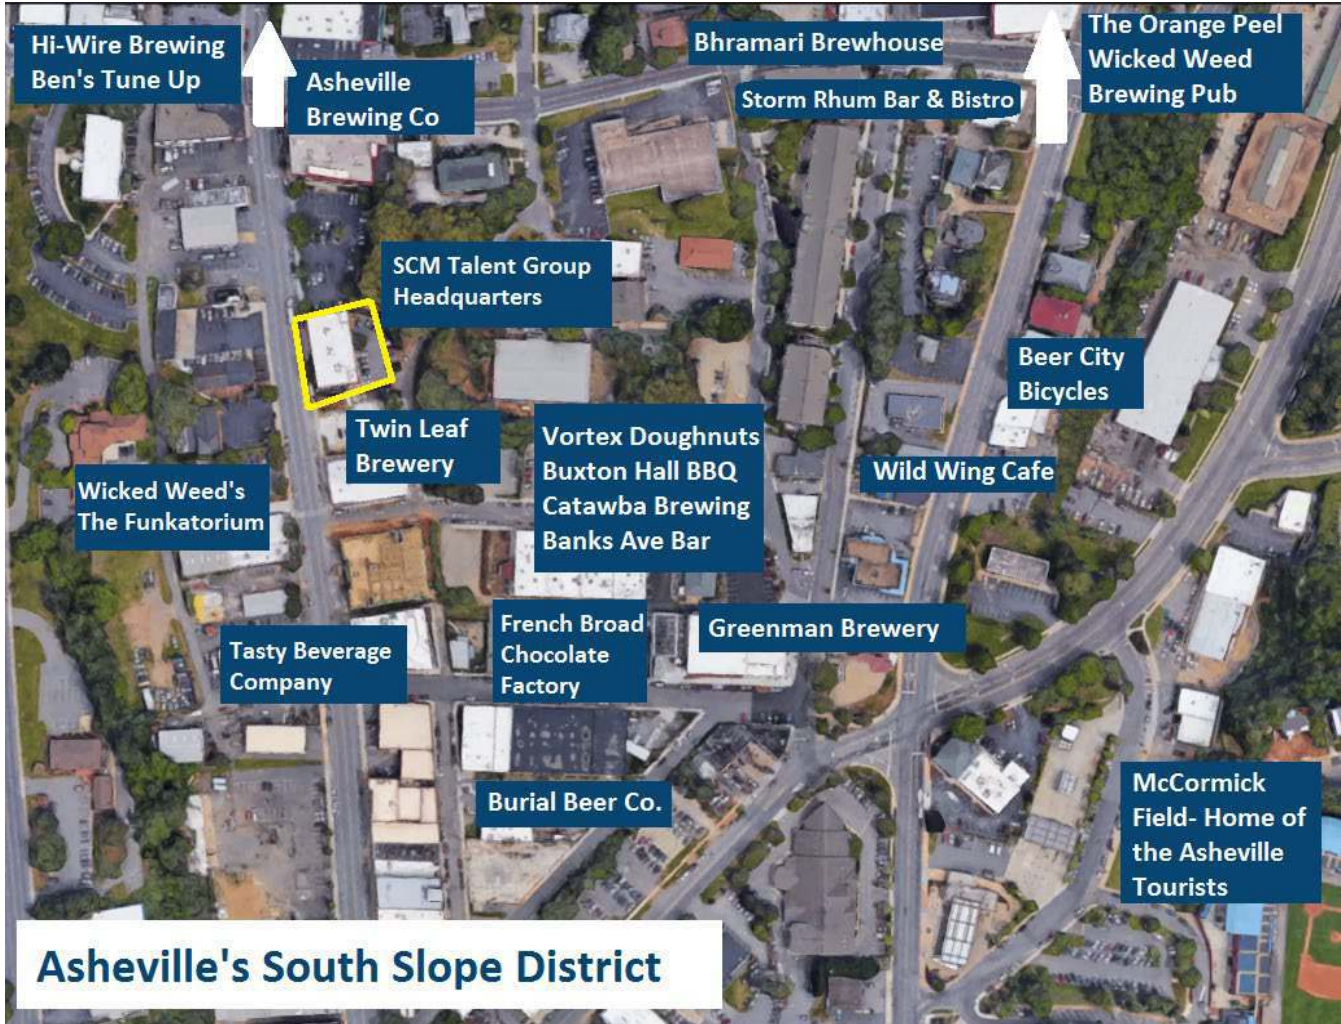 Hi-Wire Brewing
Ben's Tune Up
Asheville
Brewing Co
Bhramari Brewhouse
Storm Rhum Bar & Bistro
The Orange Peel
Wicked Weed
Brewing Pub
SCM Talent Group
Headquarters
Beer City
Bicycles
Twin Leaf
Brewery
Vortex Doughnuts
Buxton Hall BBQ
Catawba Brewing
Banks Ave Bar
Wild Wing Cafe
Wicked Weed's
The Funkatorium
Tasty Beverage
Company
French Broad
Chocolate
Factory
Greenman Brewery
Burial Beer Co.
McCormick
Field- Home of
the Asheville
Tourists
Asheville's South Slope District